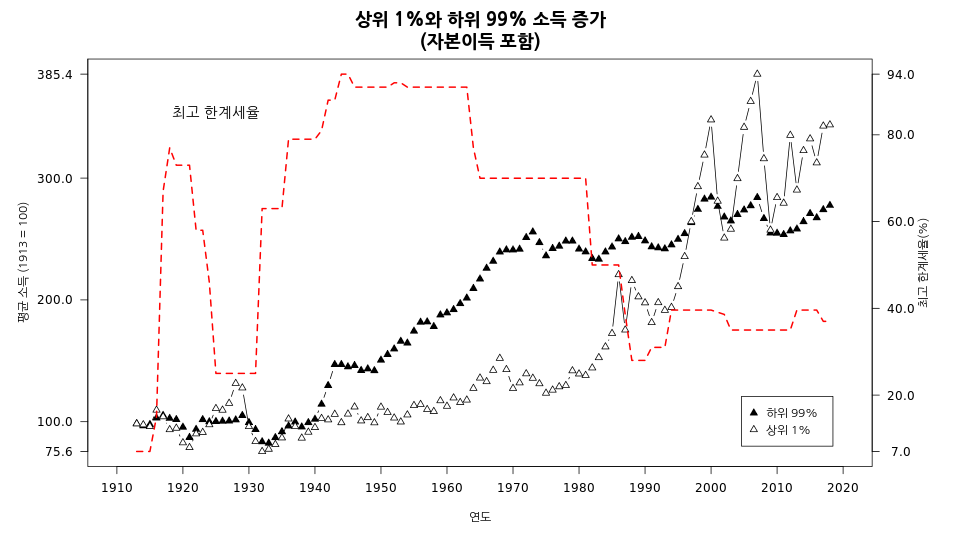 상위 1%와 하위 99% 소득 증가
(자본이득 포함)
385.4
300.0
200.0
100.0
75.6
평균 소득 (1913 = 100)
최고 한계세율
94.0
80.0
60.0
40.0
20.0
7.0
최고 한계세율(%)
하위 99%
상위 1%
1910 1920 1930 1940 1950 1960 1970 1980 1990 2000 2010 2020
연도